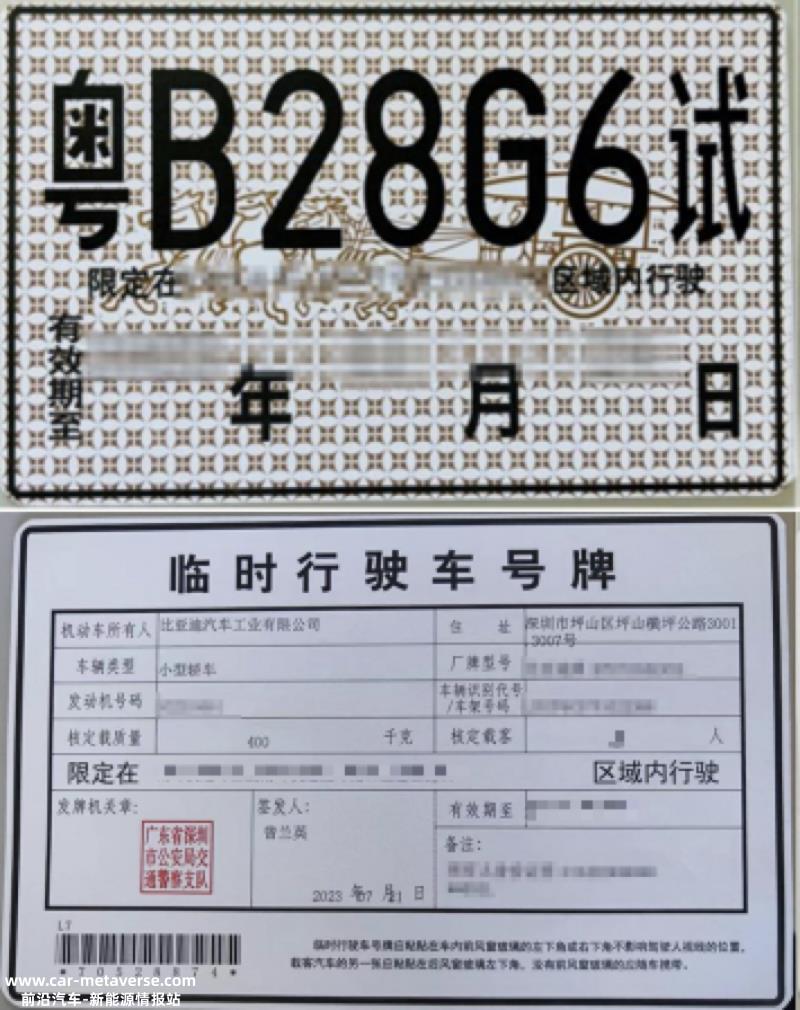 粤B28G6试
限定在 区域内行驶
有效期至
年 月 日
临时行驶车号牌
机动车所有人 比亚迪汽车工业有限公司 住 址 深圳市坪山区坪山横坪公路3001
,3007号
车辆类型 小型轿车 厂牌型号
发动机号码 车辆识别代号
/车架号码
核定载质量 400 千克 核定载客 人
限定在 区域内行驶
发牌机关章: 签发人: 有效期至
广东省深圳
市公安局交
通警察支队
曾兰英
备注:
2023 年07 月21 日
L7
*70528874*
临时行驶车号牌应粘贴在车内前风窗玻璃的左下角或右下角不影响驾驶人视线的位置,
载客汽车的另一张应粘贴在后风窗玻璃左下角。没有前风窗玻璃的应随车携带。
www.car-metaverse.com
前沿汽车-新能源情报站